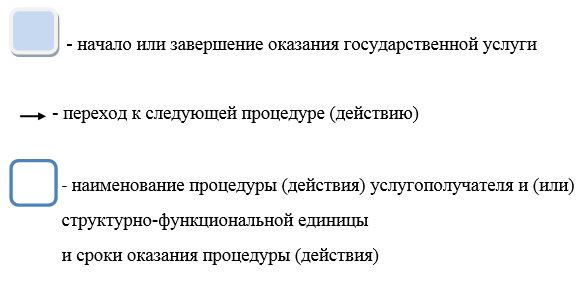 - начало или завершение оказания государственной услуги
- переход к следующей процедуре (действию)
- наименование процедуры (действия) услугополучателя и (или)
структурно-функциональной единицы
и сроки оказания процедуры (действия)